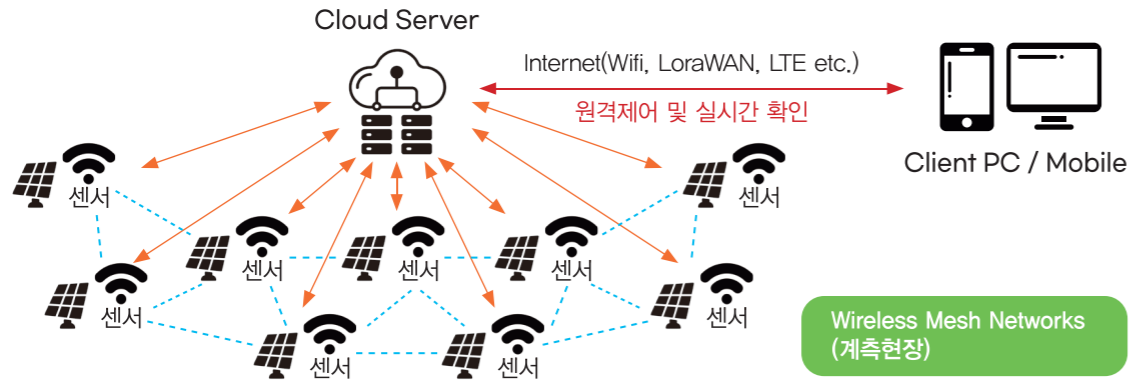 Cloud Server
Internet(Wifi, LoraWAN, LTE etc.)
원격제어 및 실시간 확인
Client PC / Mobile
센서
센서
센서
센서
센서
센서
센서
센서
센서
Wireless Mesh Networks
(계측현장)